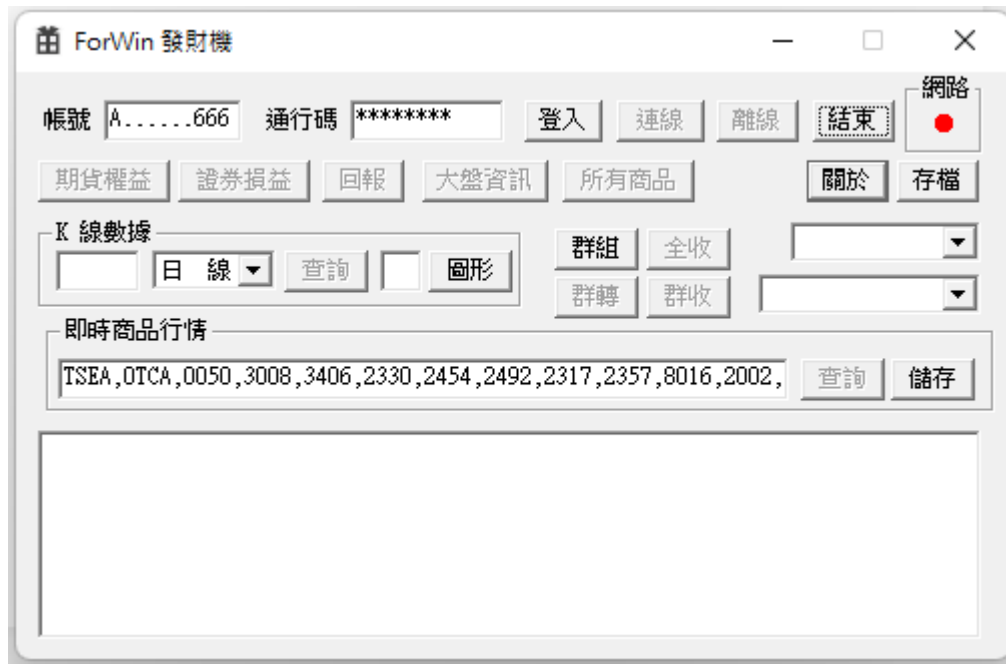 ForWin 發財機
帳號 A......666 通行碼 ******** 登入 連線 離線 結束 網路
期貨權益 證券損益 回報 大盤資訊 所有商品 關於 存檔
K 線數據
日 線 查詢 圖形 群組 全收
群轉 群收
即時商品行情
TSEA,OTCA,0050,3008,3406,2330,2454,2492,2317,2357,8016,2002, 查詢 儲存